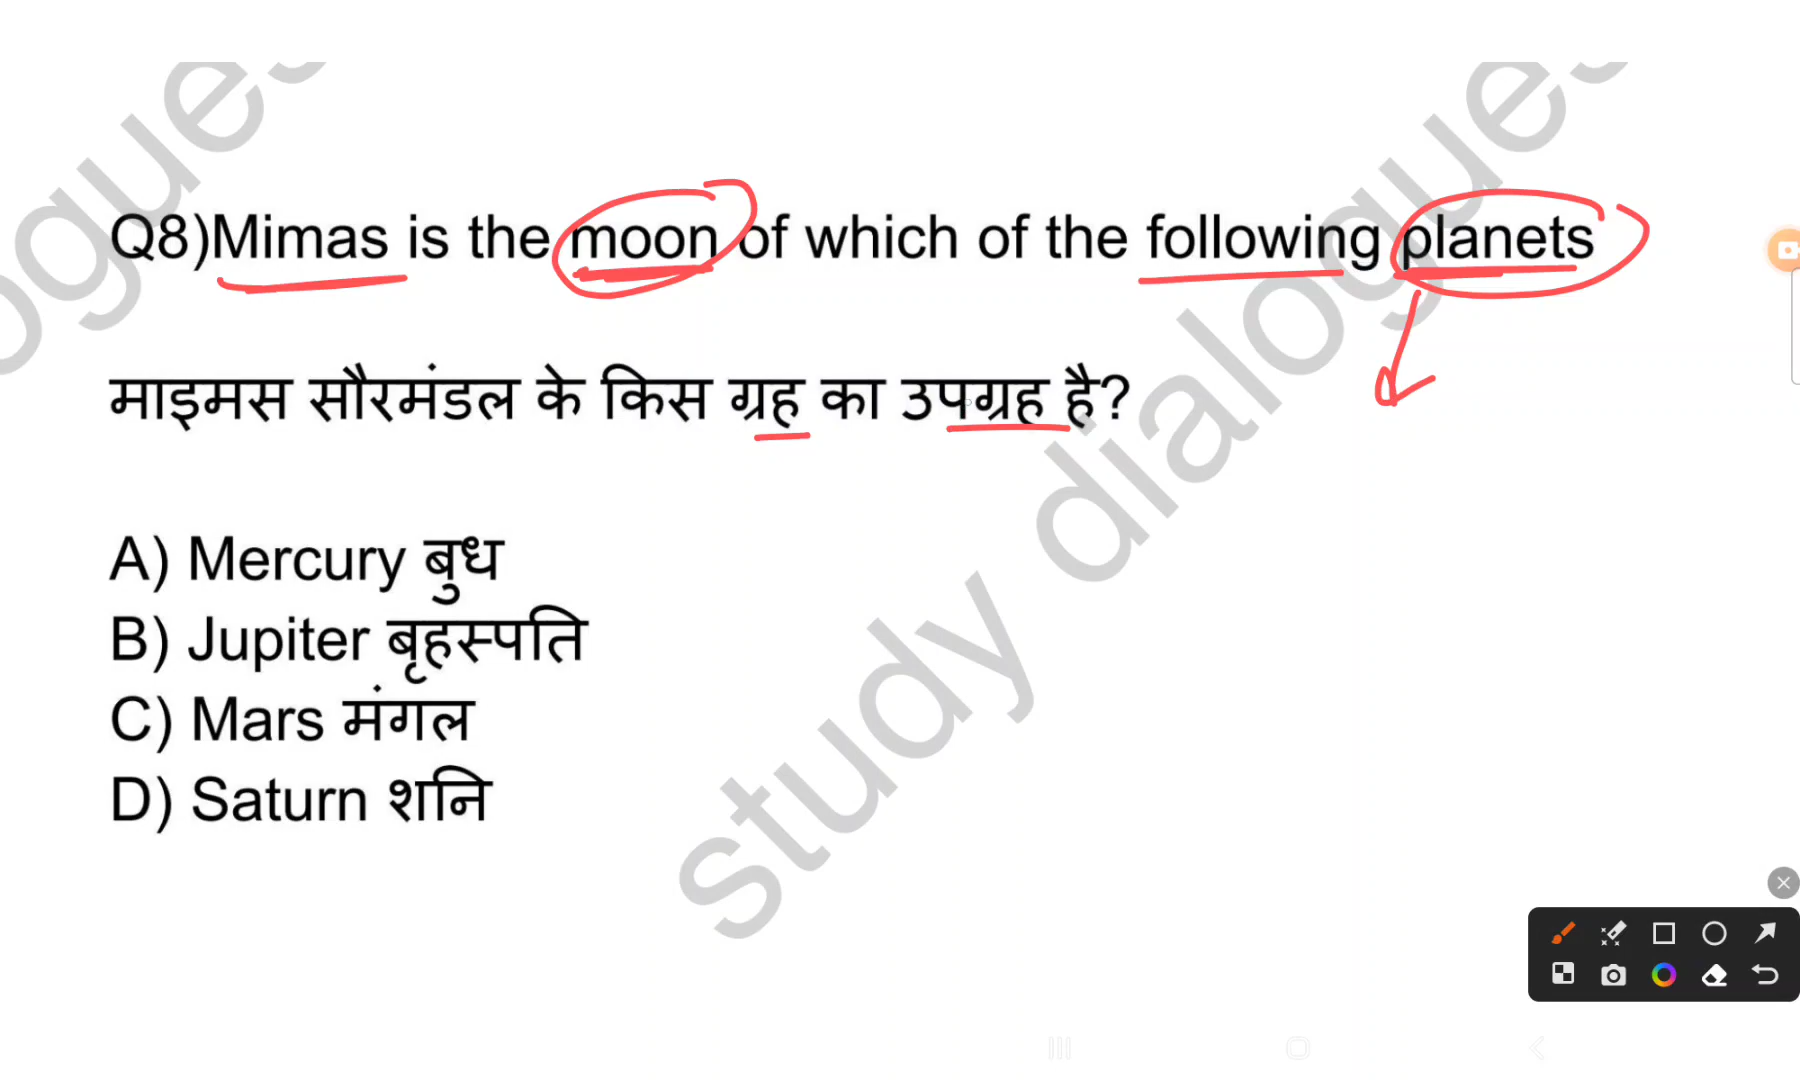 Q8)Mimas is the moon of which of the following planets
माइमस सौरमंडल के किस ग्रह का उपग्रह है?
A) Mercury बुध
B) Jupiter बृहस्पति
C) Mars मंगल
D) Saturn शनि
study dialogues